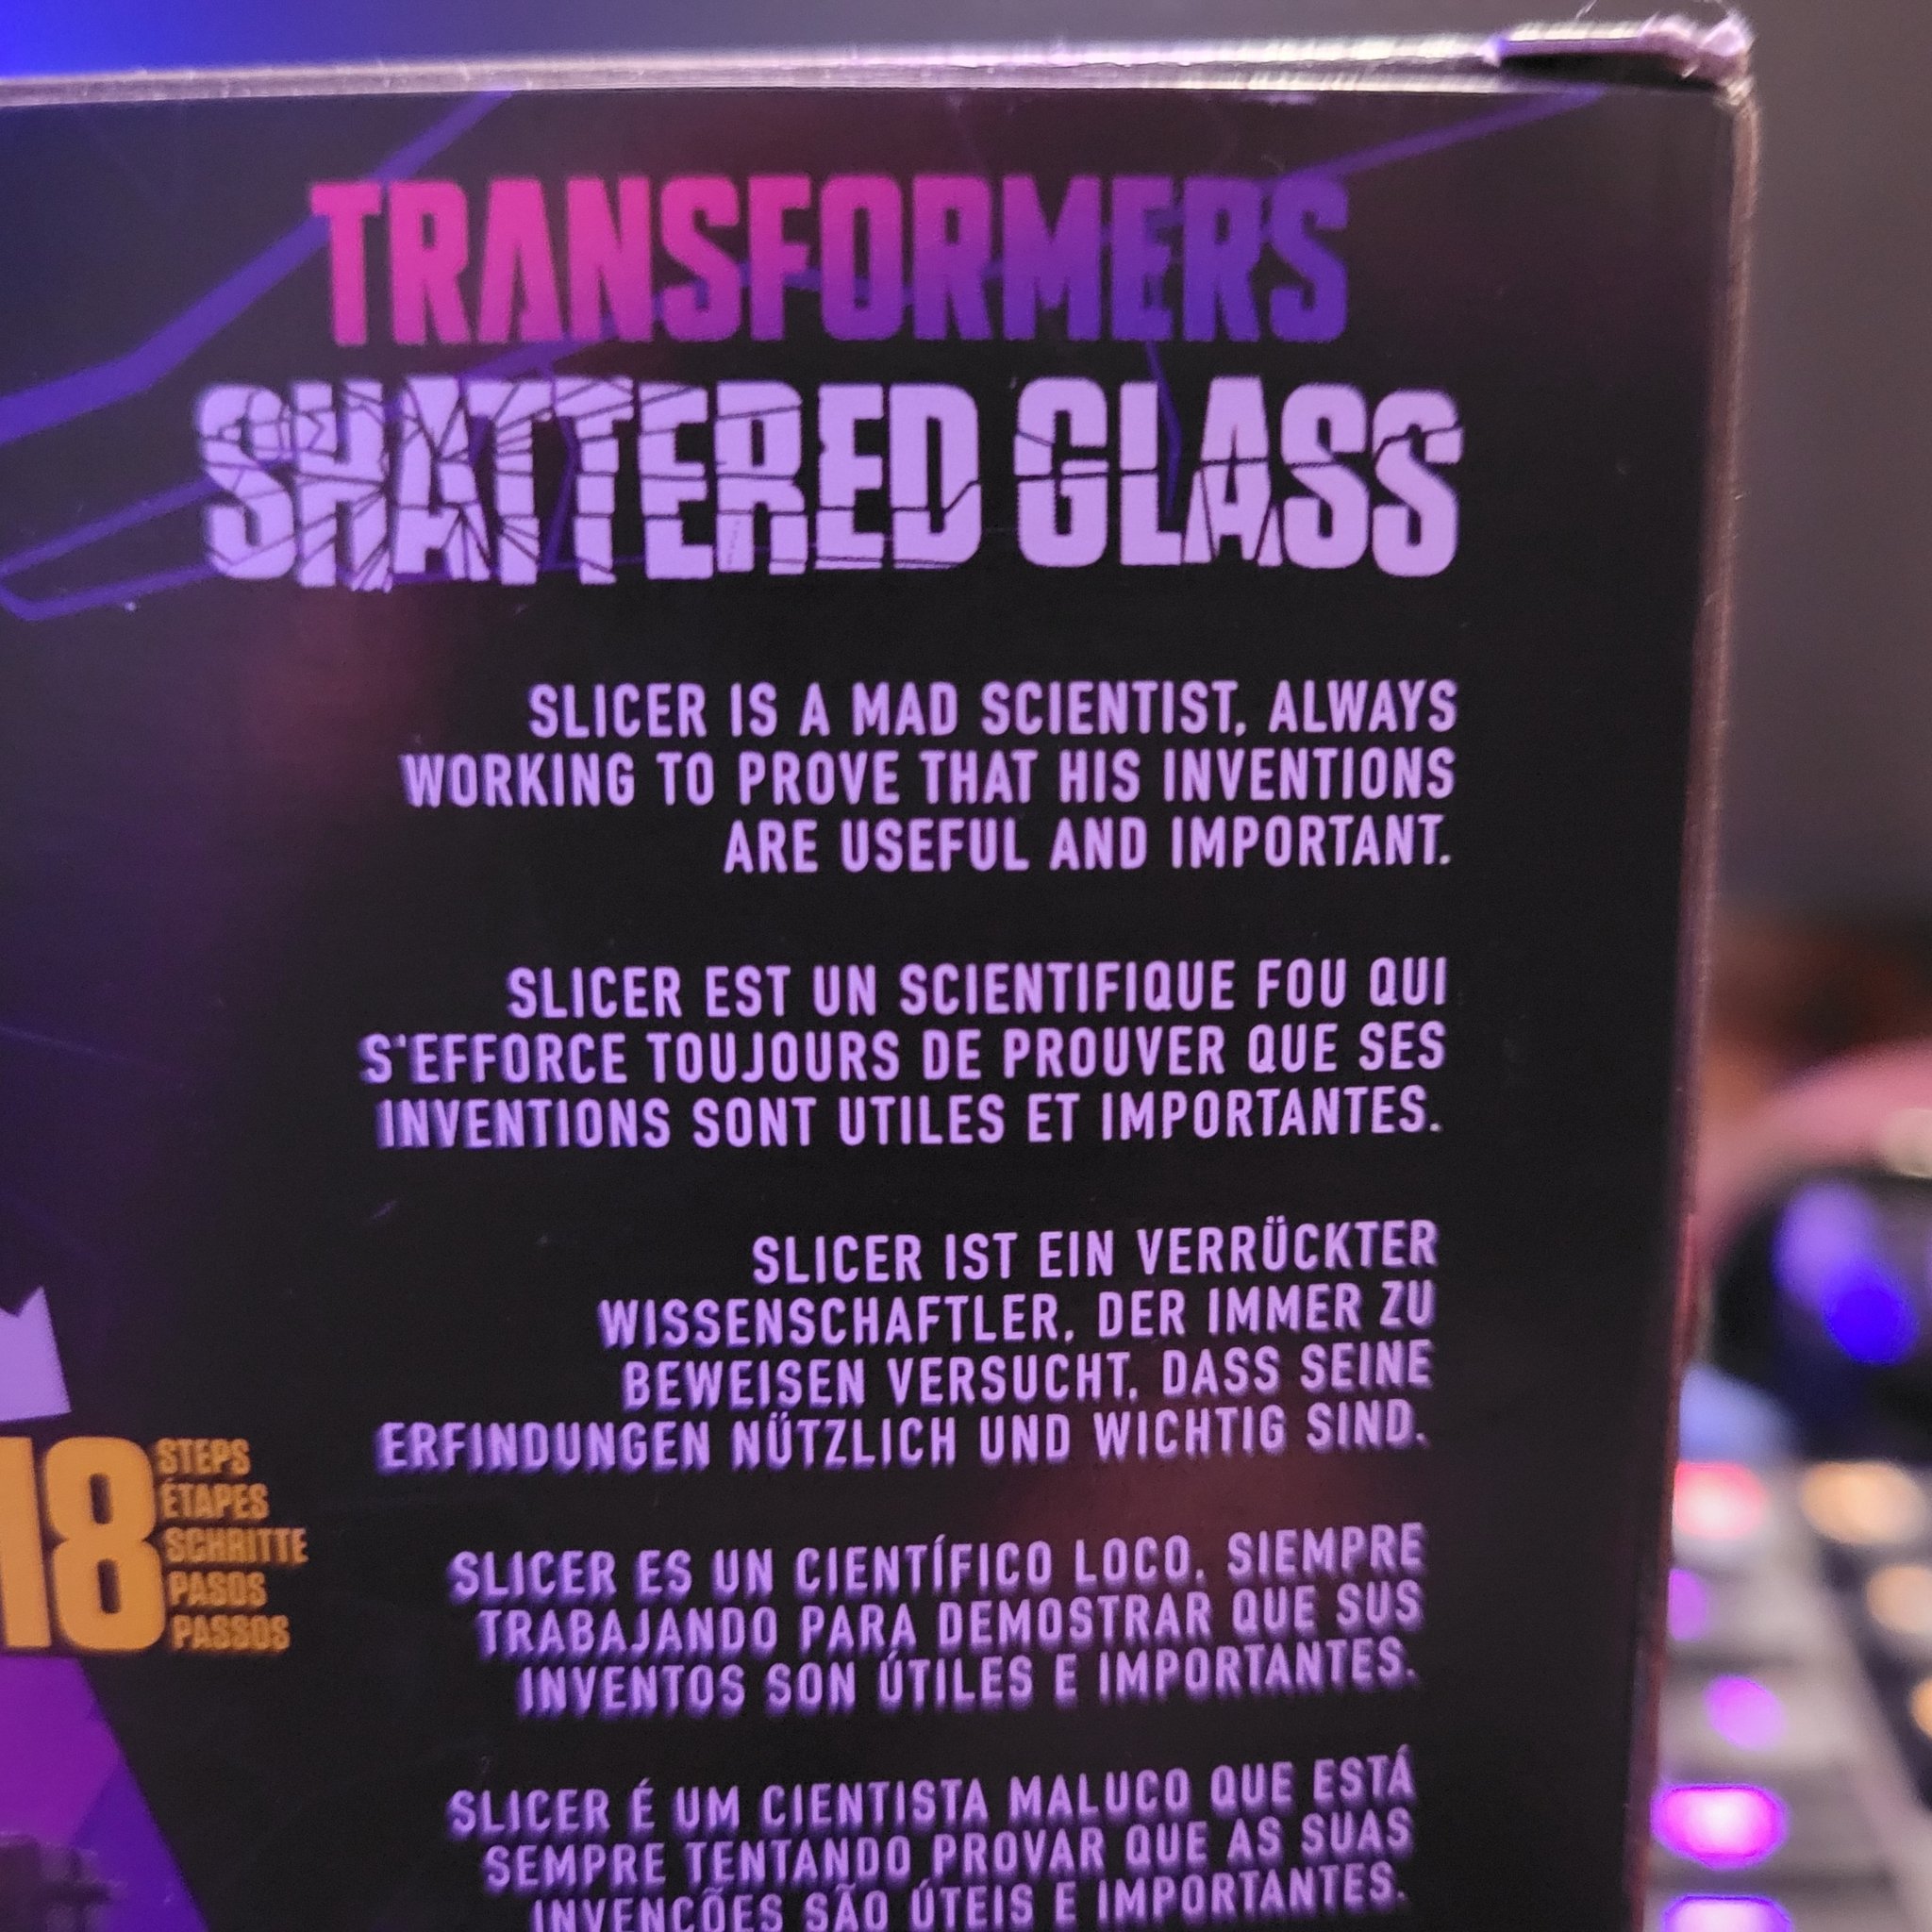 TRANSFORMERS
SHATTERED GLASS
SLICER IS A MAD SCIENTIST, ALWAYS
WORKING TO PROVE THAT HIS INVENTIONS
ARE USEFUL AND IMPORTANT.
SLICER EST UN SCIENTIFIQUE FOU QUI
S'EFFORCE TOUJOURS DE PROUVER QUE SES
INVENTIONS SONT UTILES ET IMPORTANTES.
SLICER IST EIN VERRÜCKTER
WISSENSCHAFTLER, DER IMMER ZU
BEWEISEN VERSUCHT, DASS SEINE
ERFINDUNGEN NÜTZLICH UND WICHTIG SIND.
SLICER ES UN CIENTÍFICO LOCO, SIEMPRE
TRABAJANDO PARA DEMOSTRAR QUE SUS
INVENTOS SON ÚTILES E IMPORTANTES.
SLICER É UM CIENTISTA MALUCO QUE ESTÁ
SEMPRE TENTANDO PROVAR QUE AS SUAS
INVENÇÕES SÃO ÚTEIS E IMPORTANTES.
18
STEPS
ÉTAPES
SCHRITTE
PASOS
PASSOS